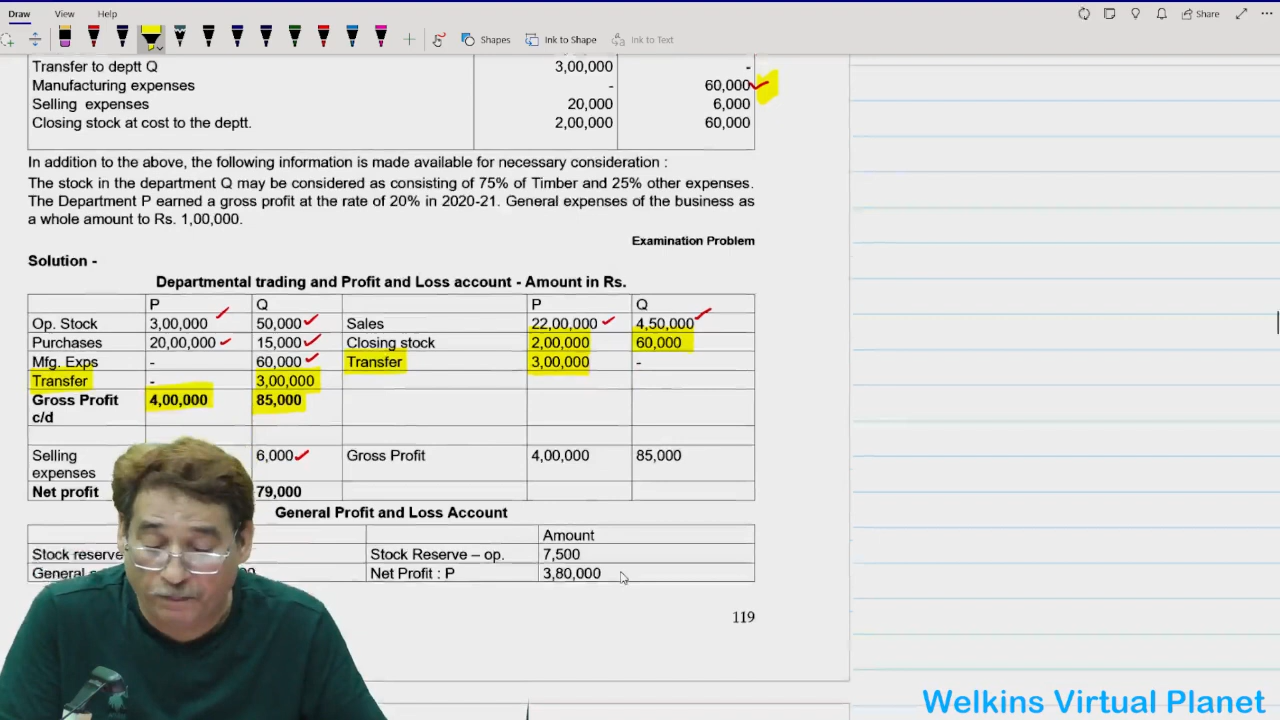 Draw View Help
Share
Shapes Ink to Shape Ink to Text
Transfer to deptt Q 3,00,000 -
Manufacturing expenses - 60,000
Selling expenses 20,000 6,000
Closing stock at cost to the deptt. 2,00,000 60,000
In addition to the above, the following information is made available for necessary consideration :
The stock in the department Q may be considered as consisting of 75% of Timber and 25% other expenses.
The Department P earned a gross profit at the rate of 20% in 2020-21. General expenses of the business as
a whole amount to Rs. 1,00,000.
Examination Problem
Solution -
Departmental trading and Profit and Loss account - Amount in Rs.
P Q P Q
Op. Stock 3,00,000 50,000 Sales 22,00,000 4,50,000
Purchases 20,00,000 15,000 Closing stock 2,00,000 60,000
Mfg. Exps - 60,000 Transfer 3,00,000 -
Transfer - 3,00,000
Gross Profit 4,00,000 85,000
c/d
Selling 6,000 Gross Profit 4,00,000 85,000
expenses
Net profit 79,000
General Profit and Loss Account
Amount
Stock reserve Stock Reserve – op. 7,500
Net Profit : P 3,80,000
119
Welkins Virtual Planet